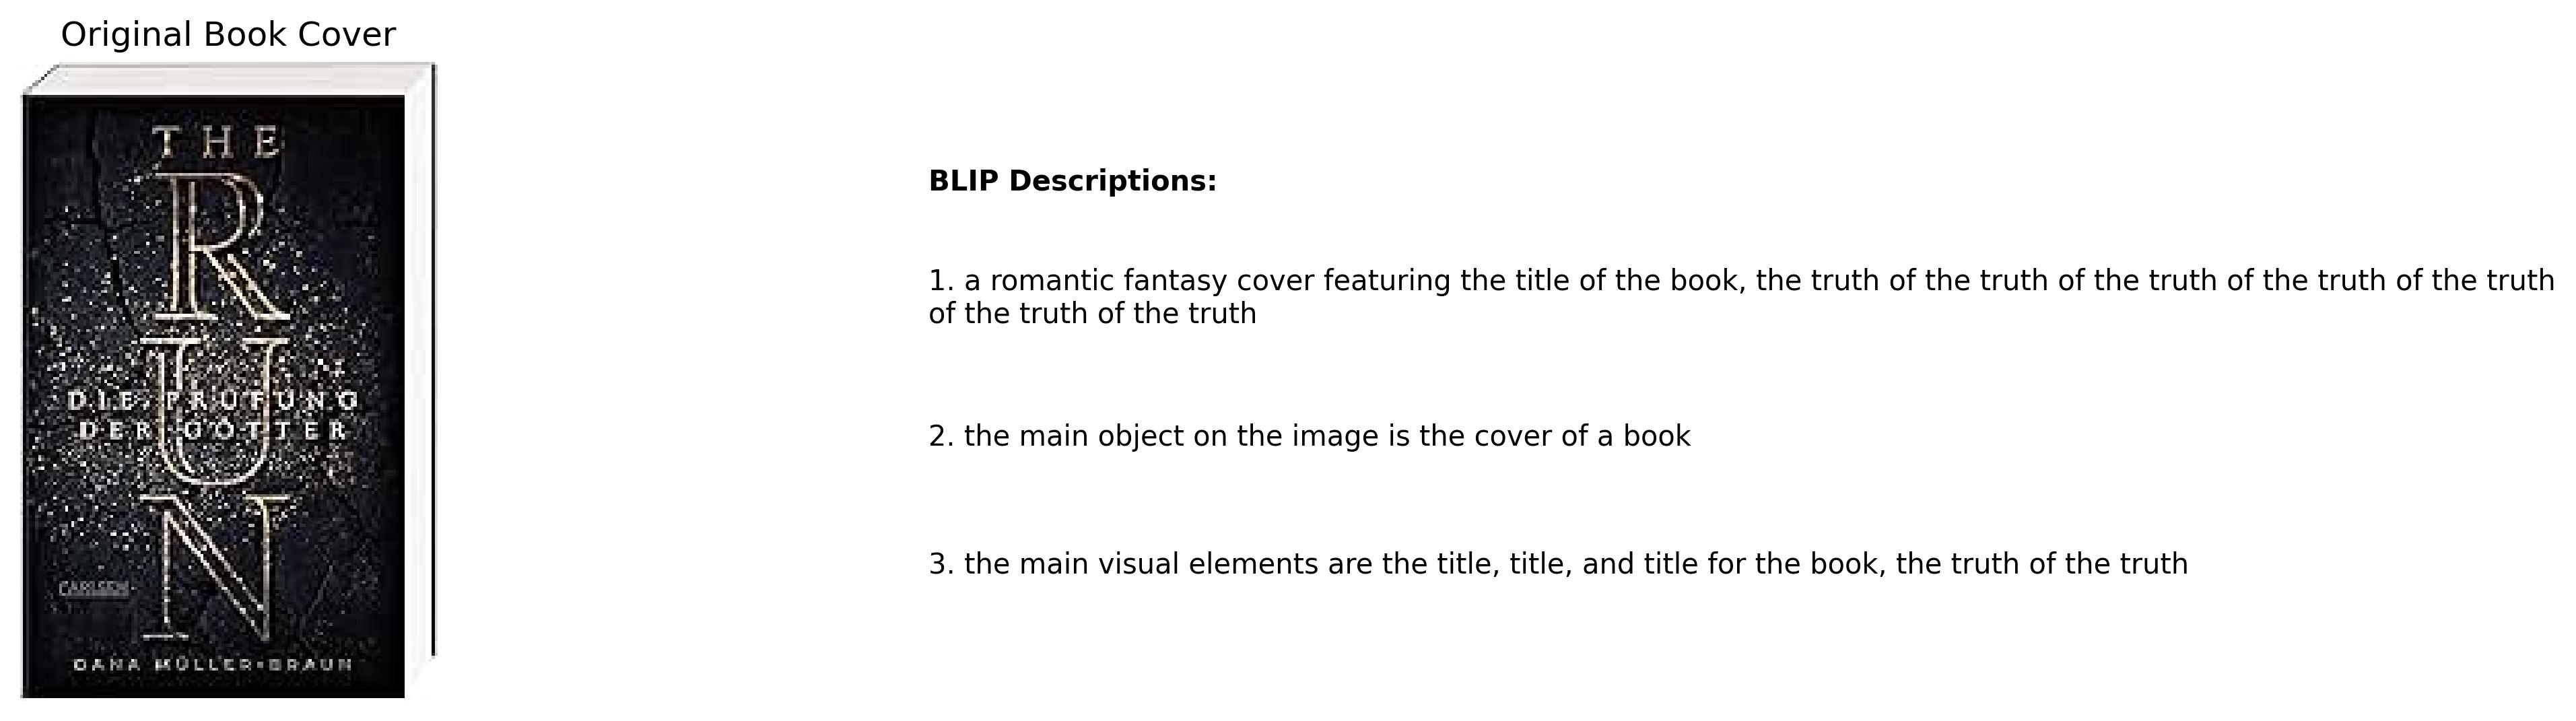 Original Book Cover
THE
RUN
DIE PRÜFUNG
DER GÖTTER
CARLSEN
DANA MÜLLER-BRAUN
BLIP Descriptions:
1. a romantic fantasy cover featuring the title of the book, the truth of the truth of the truth of the truth of the truth
of the truth of the truth
2. the main object on the image is the cover of a book
3. the main visual elements are the title, title, and title for the book, the truth of the truth